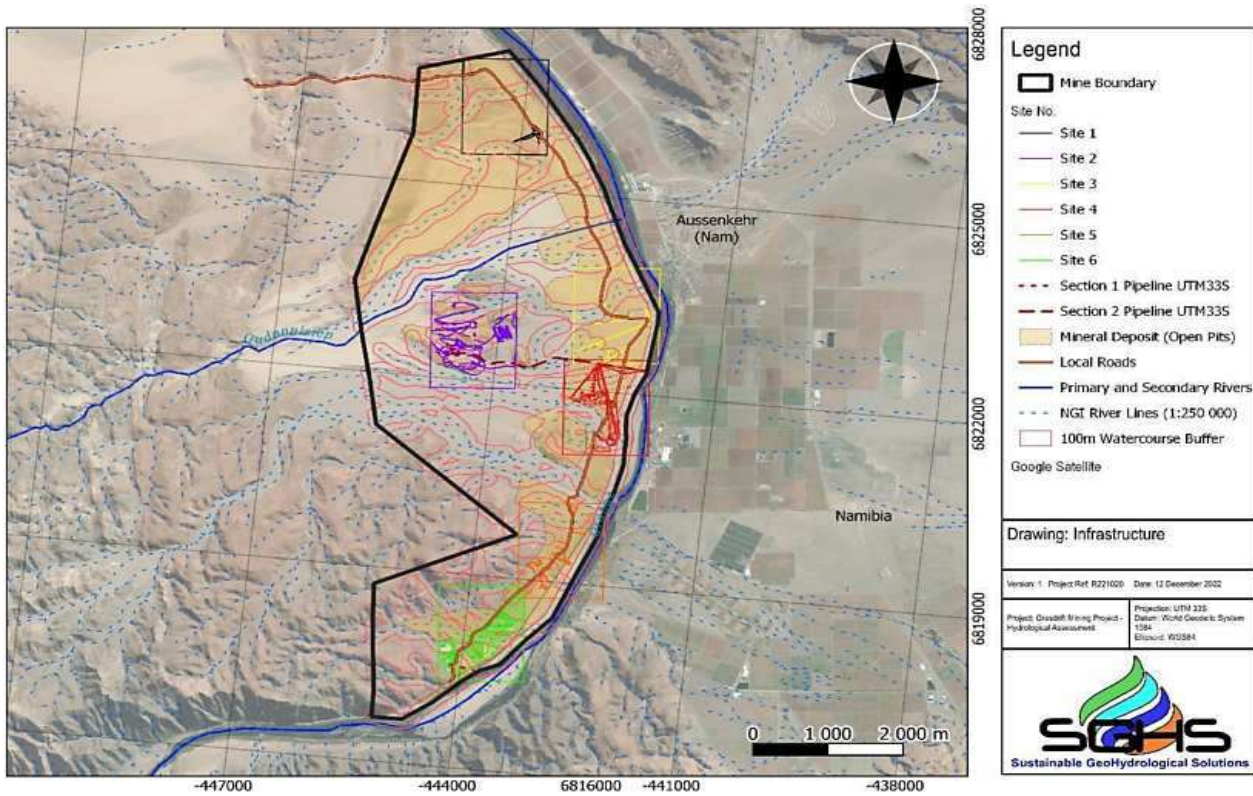 6828000
6825000
6822000
6819000
-447000
-444000
6816000
-441000
-438000
Aussenkehr
(Nam)
Namibia
0
1 000
2 000 m
Legend
Mine Boundary
Site No.
Site 1
Site 2
Site 3
Site 4
Site 5
Site 6
Section 1 Pipeline UTM33S
Section 2 Pipeline UTM33S
Mineral Deposit (Open Pits)
Local Roads
Primary and Secondary Rivers
NGI River Lines (1:250 000)
100m Watercourse Buffer
Google Satellite
Drawing: Infrastructure
Version: 1 Project Ref: R221020 Date: 12 December 2022
Project: Mining Project -
Hydrological Assessment
Projection: UTM 33S
Datum: World Geodetic System
1984
Ellipsoid: WGS84
SGHS
Sustainable GeoHydrological Solutions